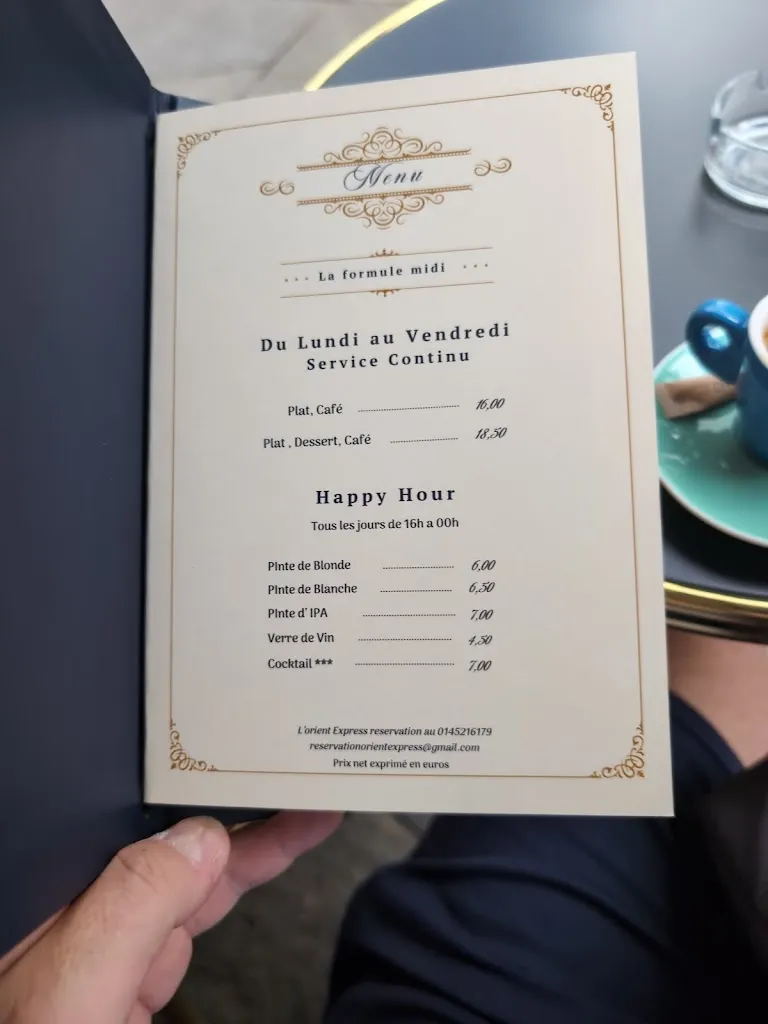 Menu
La formule midi
Du Lundi au Vendredi
Service Continu
Plat, Café 16,00
Plat , Dessert, Café 18,50
Happy Hour
Tous les jours de 16h a 00h
PInte de Blonde 6,00
PInte de Blanche 6,50
PInte d' IPA 7,00
Verre de Vin 4,50
Cocktail *** 7,00
L'orient Express reservation au 0145216179
reservationorientexpress@gmail.com
Prix net exprimé en euros